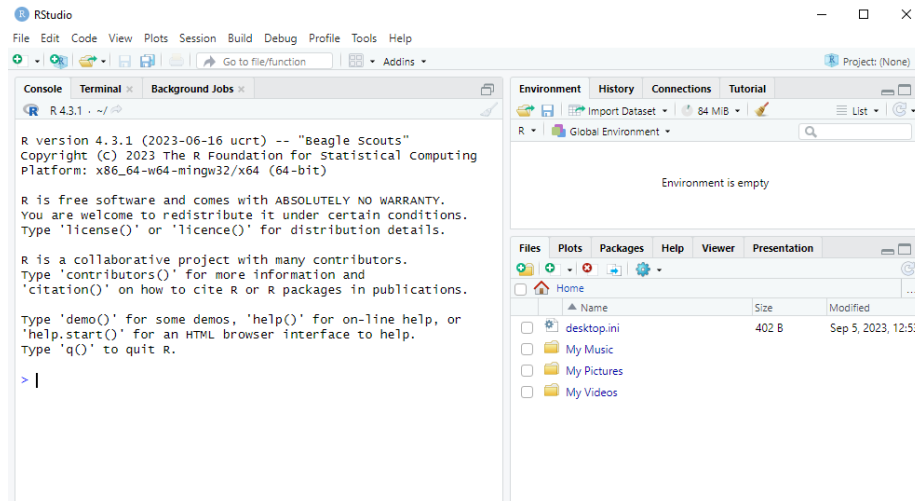 RStudio
File Edit Code View Plots Session Build Debug Profile Tools Help
Go to file/function Addins Project: (None)
Console Terminal Background Jobs
R 4.3.1 · ~/
R version 4.3.1 (2023-06-16 ucrt) -- "Beagle Scouts"
Copyright (C) 2023 The R Foundation for Statistical Computing
Platform: x86_64-w64-mingw32/x64 (64-bit)
R is free software and comes with ABSOLUTELY NO WARRANTY.
You are welcome to redistribute it under certain conditions.
Type 'license()' or 'licence()' for distribution details.
R is a collaborative project with many contributors.
Type 'contributors()' for more information and
'citation()' on how to cite R or R packages in publications.
Type 'demo()' for some demos, 'help()' for on-line help, or
'help.start()' for an HTML browser interface to help.
Type 'q()' to quit R.
>
Environment History Connections Tutorial
Import Dataset 84 MiB List
R Global Environment
Environment is empty
Files Plots Packages Help Viewer Presentation
Home ...
Name Size Modified
desktop.ini 402 B Sep 5, 2023, 12:53
My Music
My Pictures
My Videos